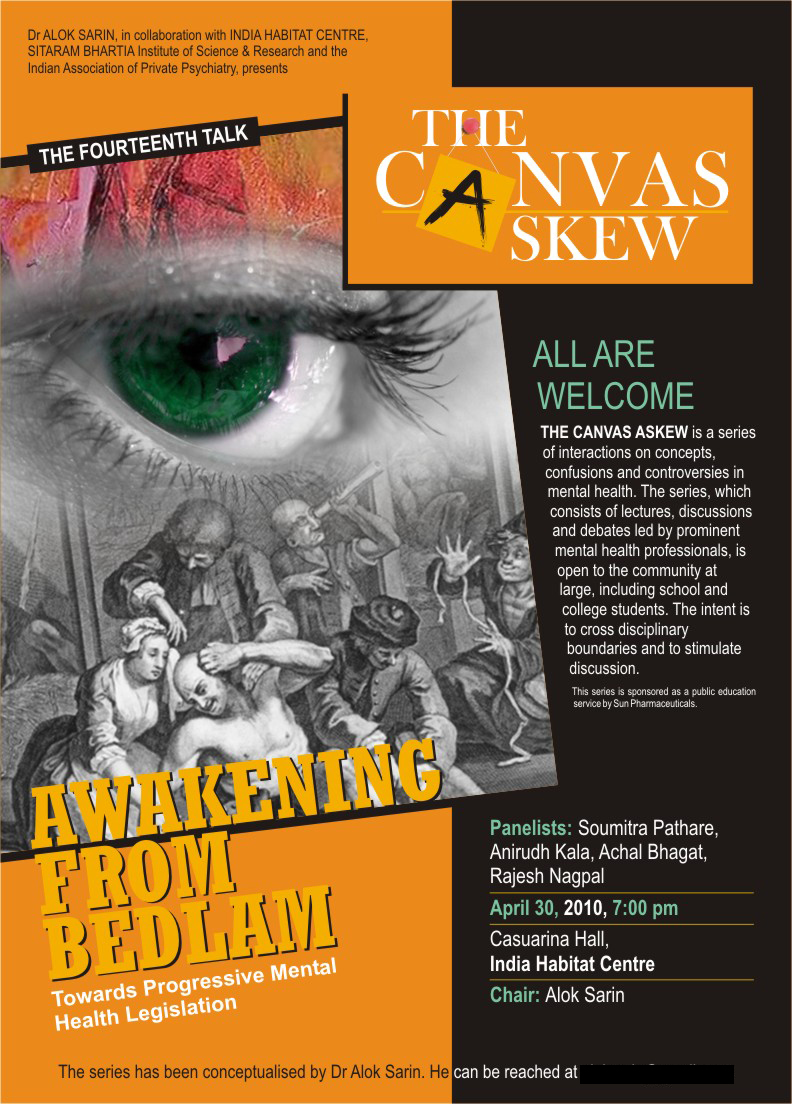 Dr ALOK SARIN, in collaboration with INDIA HABITAT CENTRE,
SITARAM BHARTIA Institute of Science & Research and the
Indian Association of Private Psychiatry, presents
THE FOURTEENTH TALK
THE
CANVAS
ASKEW
ALL ARE
WELCOME
THE CANVAS ASKEW is a series
of interactions on concepts,
confusions and controversies in
mental health. The series, which
consists of lectures, discussions
and debates led by prominent
mental health professionals, is
open to the community at
large, including school and
college students. The intent is
to cross disciplinary
boundaries and to stimulate
discussion.
This series is sponsored as a public education
service by Sun Pharmaceuticals.
AWAKENING
FROM
BEDLAM
Towards Progressive Mental
Health Legislation
Panelists: Soumitra Pathare,
Anirudh Kala, Achal Bhagat,
Rajesh Nagpal
April 30, 2010, 7:00 pm
Casuarina Hall,
India Habitat Centre
Chair: Alok Sarin
The series has been conceptualised by Dr Alok Sarin. He can be reached at